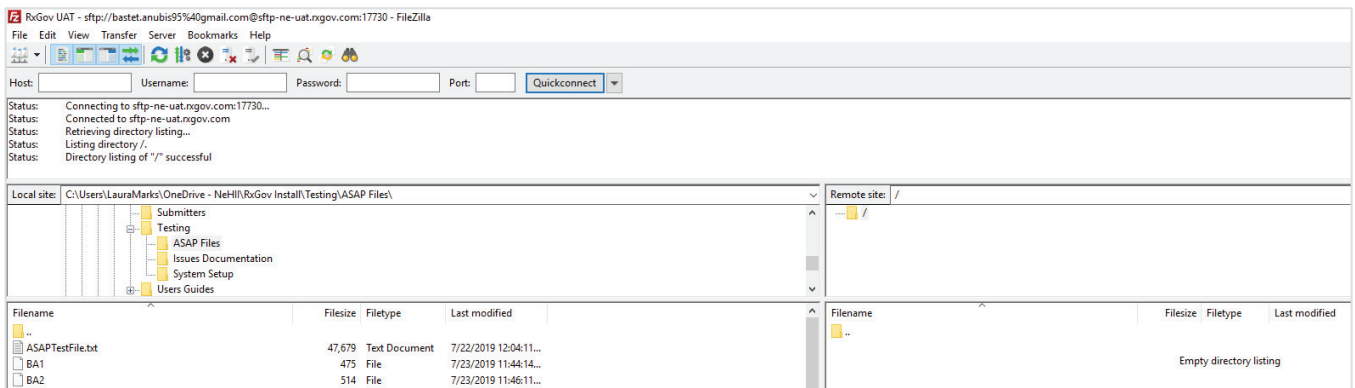 RxGov UAT - sftp://bastet.anubis95%40gmail.com@sftp-ne-uat.rxgov.com:17730 - FileZilla
File Edit View Transfer Server Bookmarks Help
Host: Username: Password: Port: Quickconnect
Status: Connecting to sftp-ne-uat.rxgov.com:17730...
Status: Connected to sftp-ne-uat.rxgov.com
Status: Retrieving directory listing...
Status: Listing directory /.
Status: Directory listing of "/" successful
Local site: C:\Users\LauraMarks\OneDrive - NeHII\RxGov Install\Testing\ASAP Files\
Submitters
Testing
ASAP Files
Issues Documentation
System Setup
Users Guides
Filename Filesize Filetype Last modified
..
ASAPTestFile.txt 47,679 Text Document 7/22/2019 12:04:11...
BA1 475 File 7/23/2019 11:44:14...
BA2 514 File 7/23/2019 11:46:11...
Remote site: /
/
Filename Filesize Filetype Last modified
..
Empty directory listing